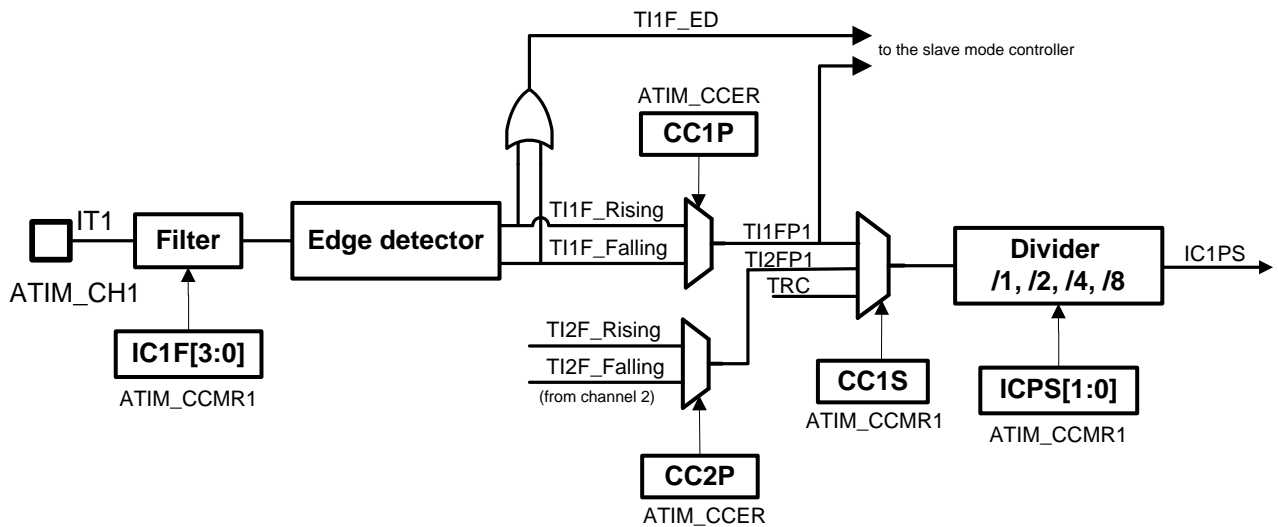 TI1F_ED
to the slave mode controller
ATIM_CCER
CC1P
IT1
Filter
Edge detector
TI1F_Rising
TI1F_Falling
TI1FP1
TI2FP1
TRC
Divider
/1, /2, /4, /8
IC1PS
ATIM_CH1
IC1F[3:0]
ATIM_CCMR1
TI2F_Rising
TI2F_Falling
(from channel 2)
CC1S
ATIM_CCMR1
ICPS[1:0]
ATIM_CCMR1
CC2P
ATIM_CCER